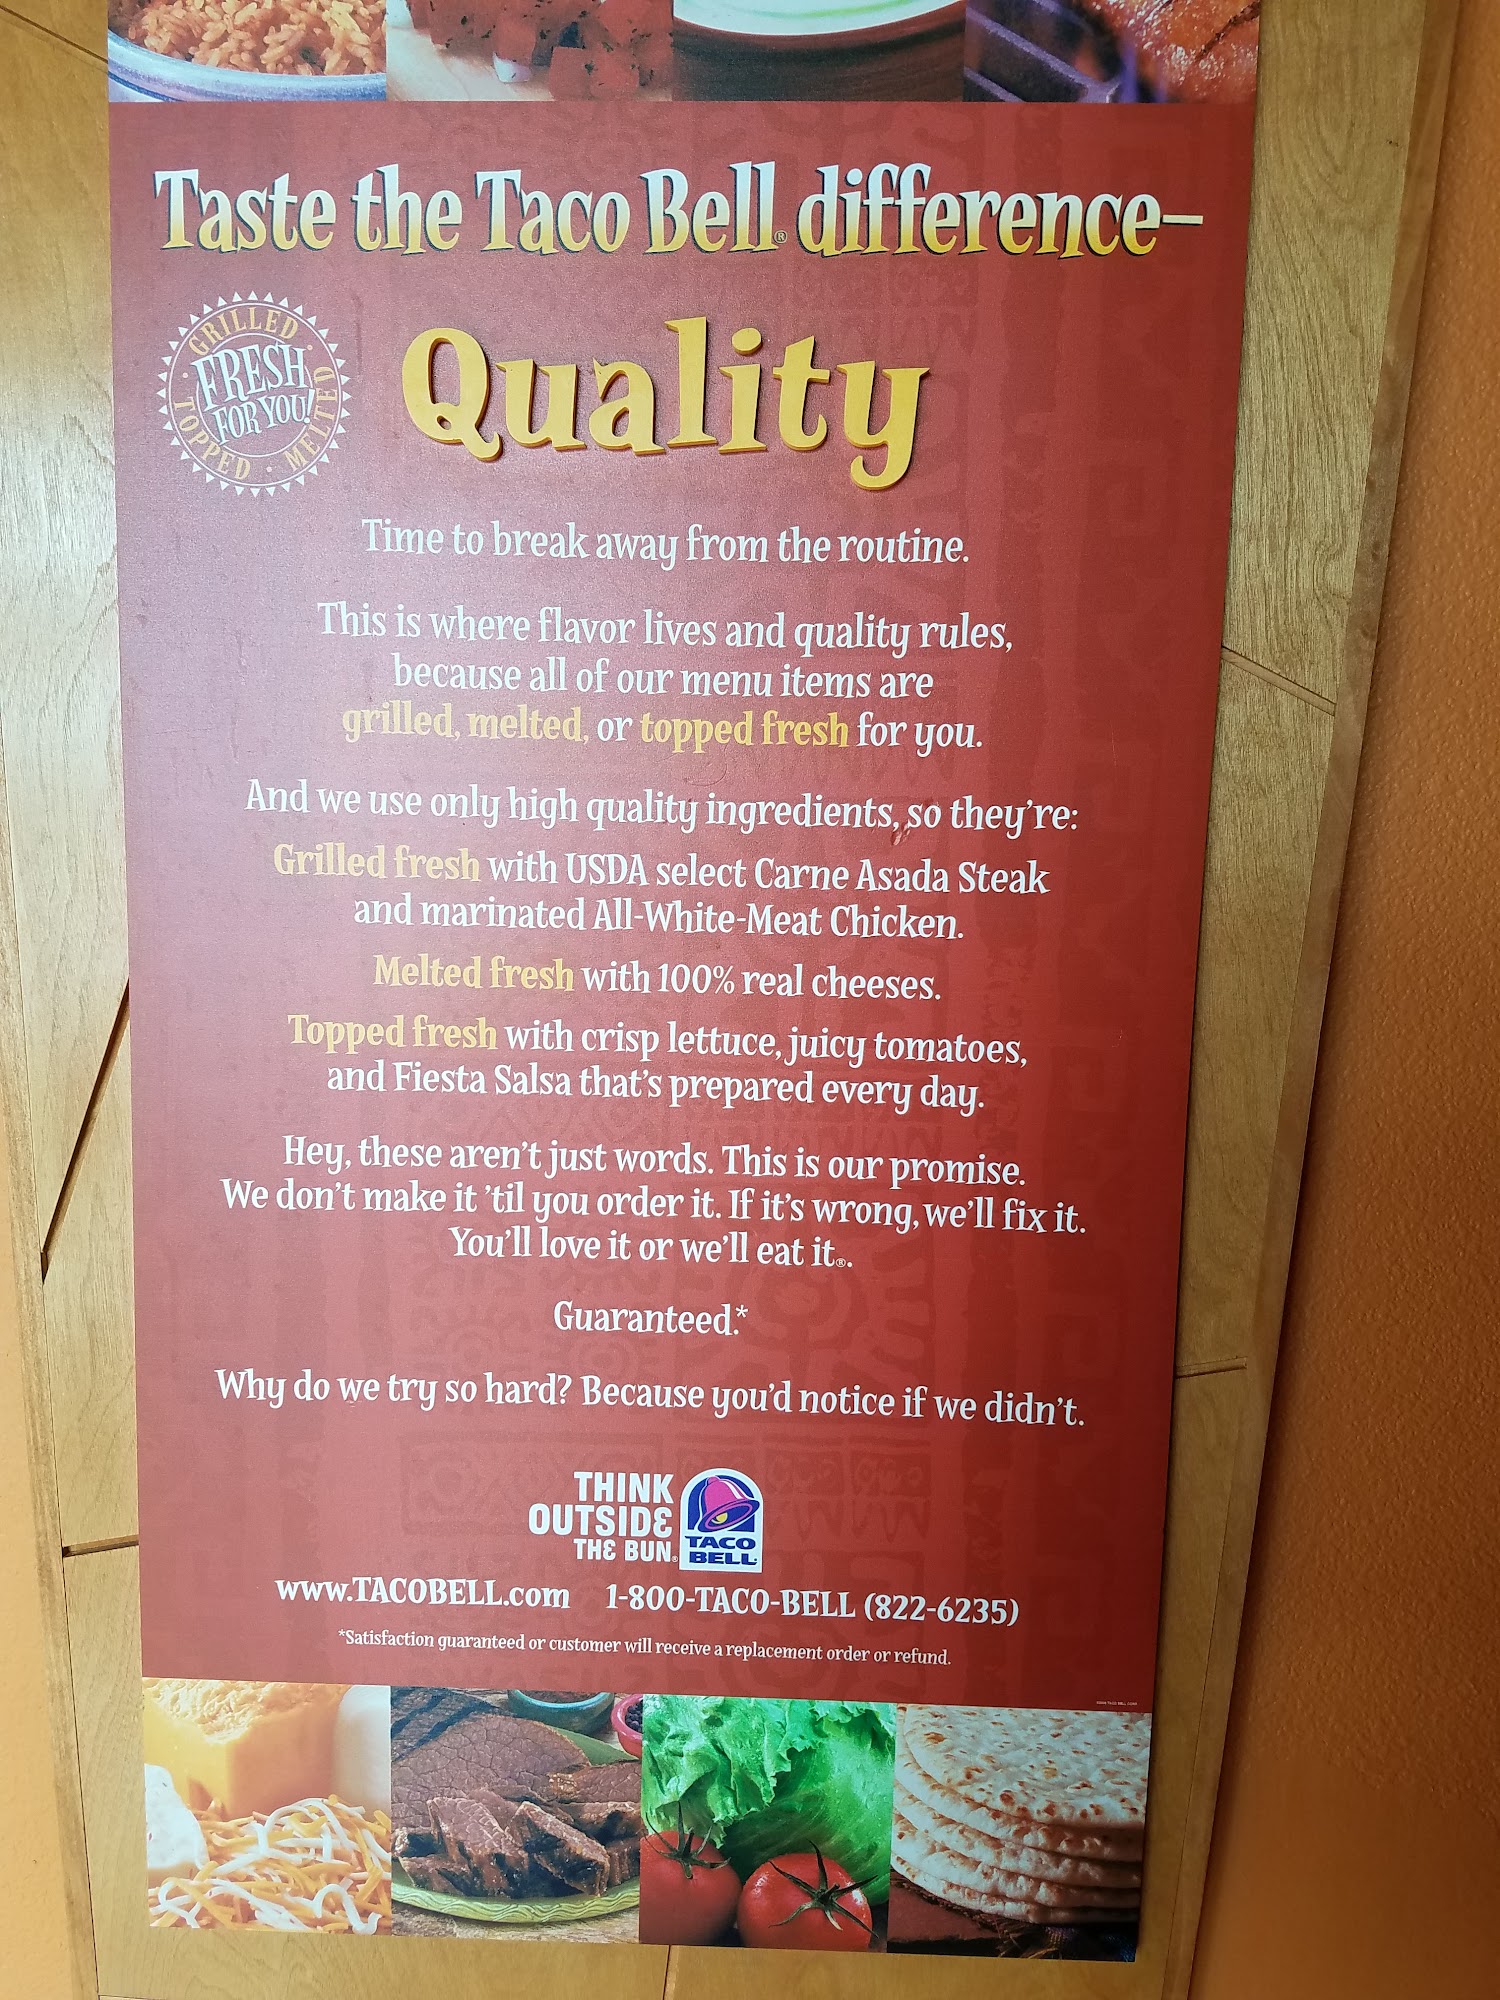 Taste the Taco Bell® difference–
GRILLED · MELTED · TOPPED ·
FRESH
FOR YOU!
Quality
Time to break away from the routine.
This is where flavor lives and quality rules,
because all of our menu items are
grilled, melted, or topped fresh for you.
And we use only high quality ingredients, so they're:
Grilled fresh with USDA select Carne Asada Steak
and marinated All-White-Meat Chicken.
Melted fresh with 100% real cheeses.
Topped fresh with crisp lettuce, juicy tomatoes,
and Fiesta Salsa that's prepared every day.
Hey, these aren't just words. This is our promise.
We don't make it 'til you order it. If it's wrong, we'll fix it.
You'll love it or we'll eat it®.
Guaranteed.*
Why do we try so hard? Because you'd notice if we didn't.
THINK
OUTSIDE
THE BUN®
TACO
BELL
www.TACOBELL.com 1-800-TACO-BELL (822-6235)
*Satisfaction guaranteed or customer will receive a replacement order or refund.